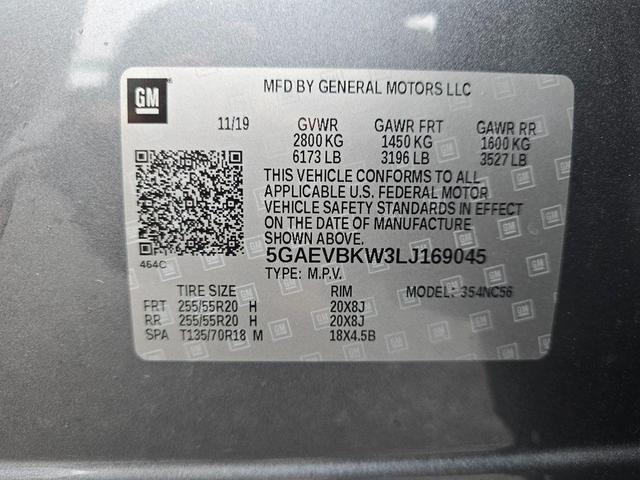 GM
MFD BY GENERAL MOTORS LLC
11/19 GVWR GAWR FRT GAWR RR
2800 KG 1450 KG 1600 KG
6173 LB 3196 LB 3527 LB
THIS VEHICLE CONFORMS TO ALL
APPLICABLE U.S. FEDERAL MOTOR
VEHICLE SAFETY STANDARDS IN EFFECT
ON THE DATE OF MANUFACTURE
SHOWN ABOVE.
464C
5GAEVBKW3LJ169045
TYPE: M.P.V.
TIRE SIZE RIM MODEL: 354NC56
FRT 255/55R20 H 20X8J
RR 255/55R20 H 20X8J
SPA T135/70R18 M 18X4.5B